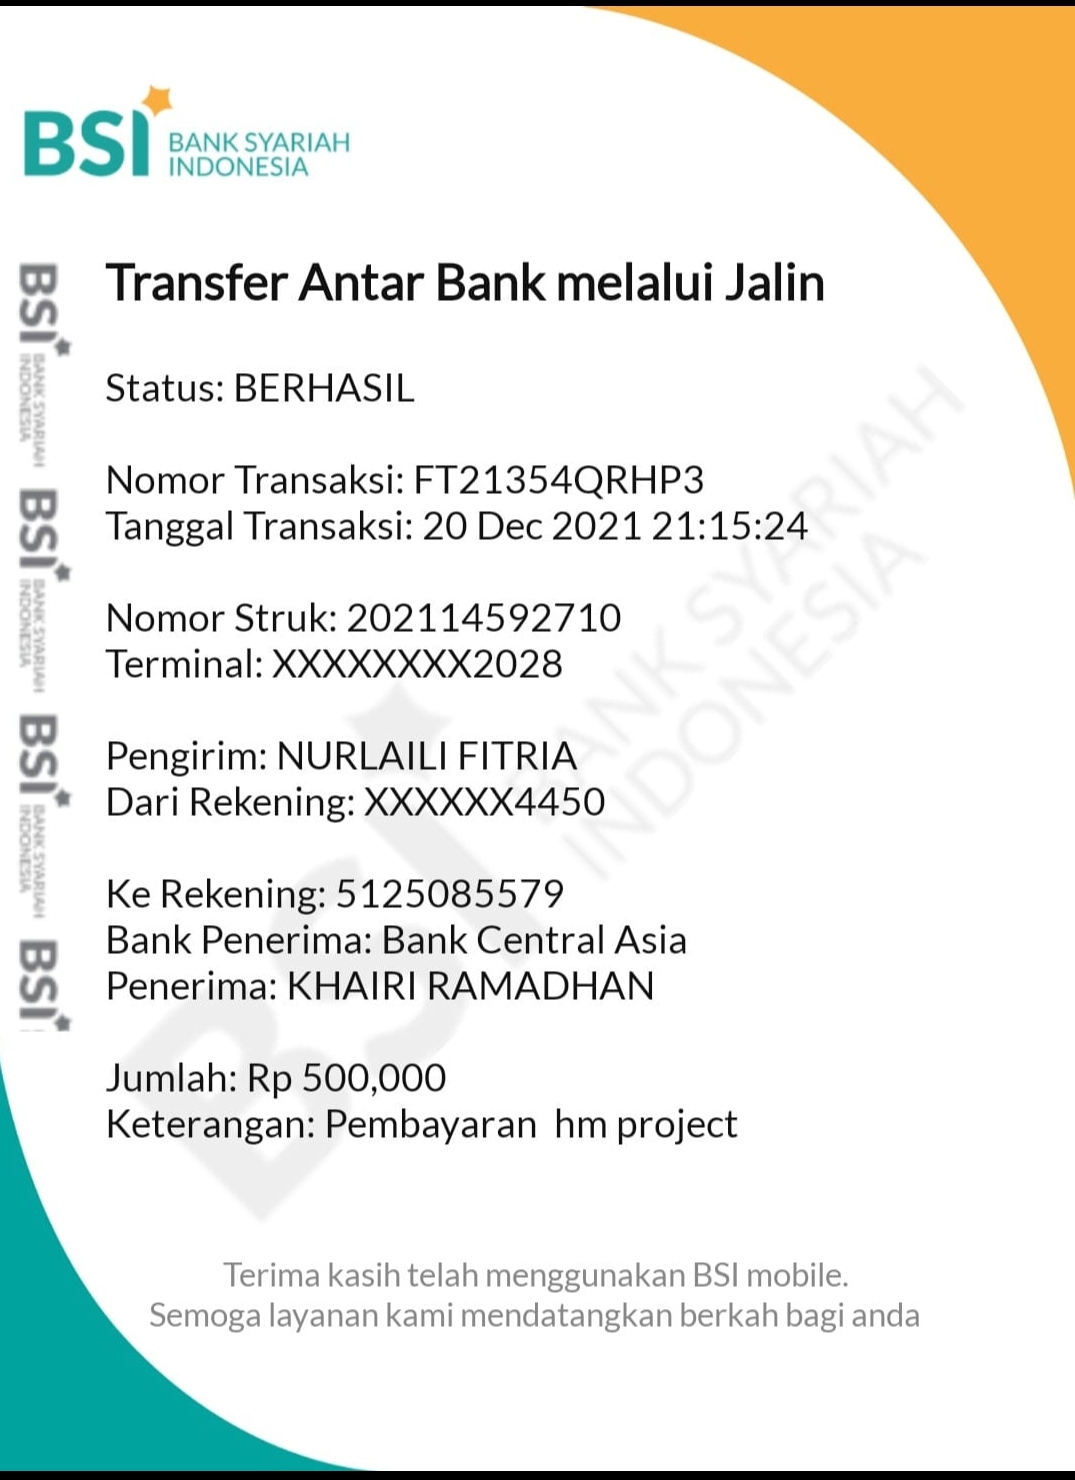 BSI BANK SYARIAH
INDONESIA
Transfer Antar Bank melalui Jalin
Status: BERHASIL
Nomor Transaksi: FT21354QRHP3
Tanggal Transaksi: 20 Dec 2021 21:15:24
Nomor Struk: 202114592710
Terminal: XXXXXXXX2028
Pengirim: NURLAILI FITRIA
Dari Rekening: XXXXXX4450
Ke Rekening: 5125085579
Bank Penerima: Bank Central Asia
Penerima: KHAIRI RAMADHAN
Jumlah: Rp 500,000
Keterangan: Pembayaran  hm project
Terima kasih telah menggunakan BSI mobile.
Semoga layanan kami mendatangkan berkah bagi anda
BSI BANK SYARIAH
INDONESIA
BSI BANK SYARIAH
INDONESIA
BSI BANK SYARIAH
INDONESIA
BSI
BSI BANK SYARIAH
INDONESIA